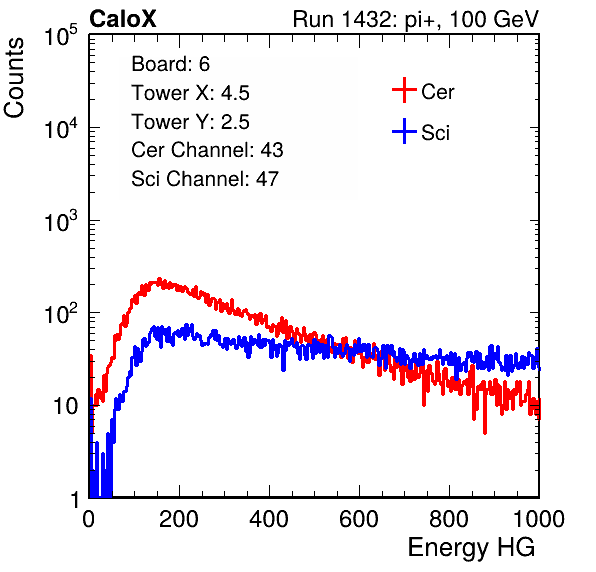 CaloX Run 1432: pi+, 100 GeV
Counts
Board: 6
Tower X: 4.5
Tower Y: 2.5
Cer Channel: 43
Sci Channel: 47
Cer
Sci
10^5
10^4
10^3
10^2
10
1
0 200 400 600 800 1000
Energy HG